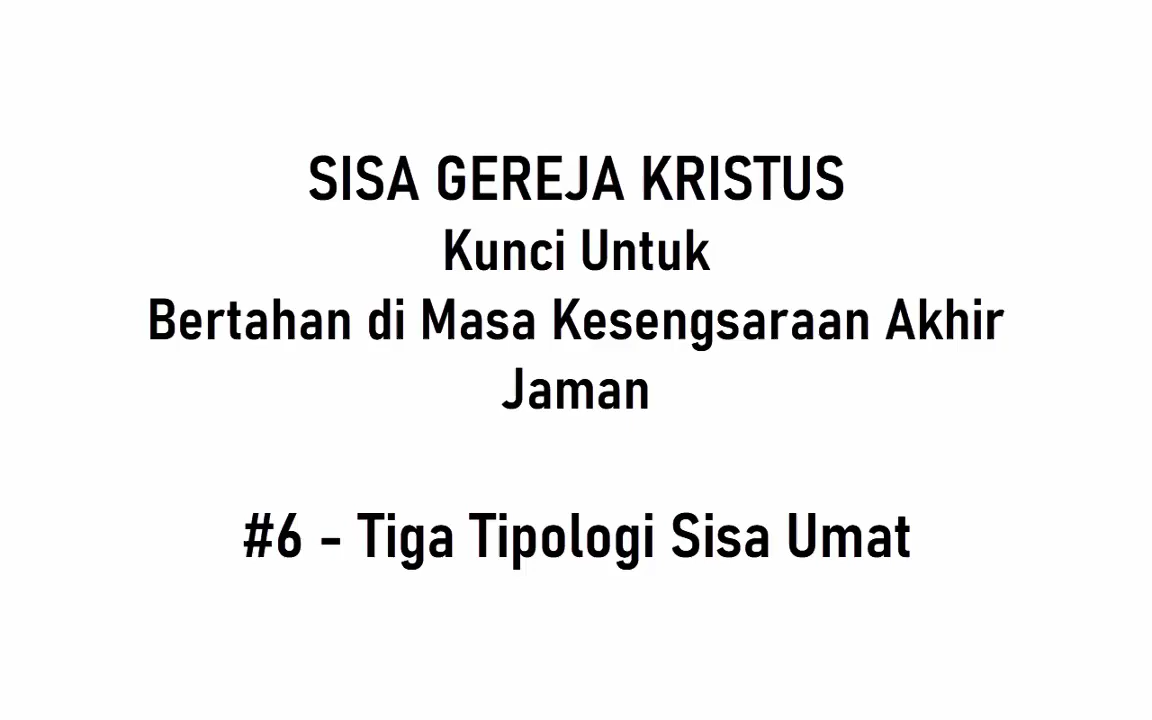 SISA GEREJA KRISTUS
Kunci Untuk
Bertahan di Masa Kesengsaraan Akhir
Jaman
#6 - Tiga Tipologi Sisa Umat